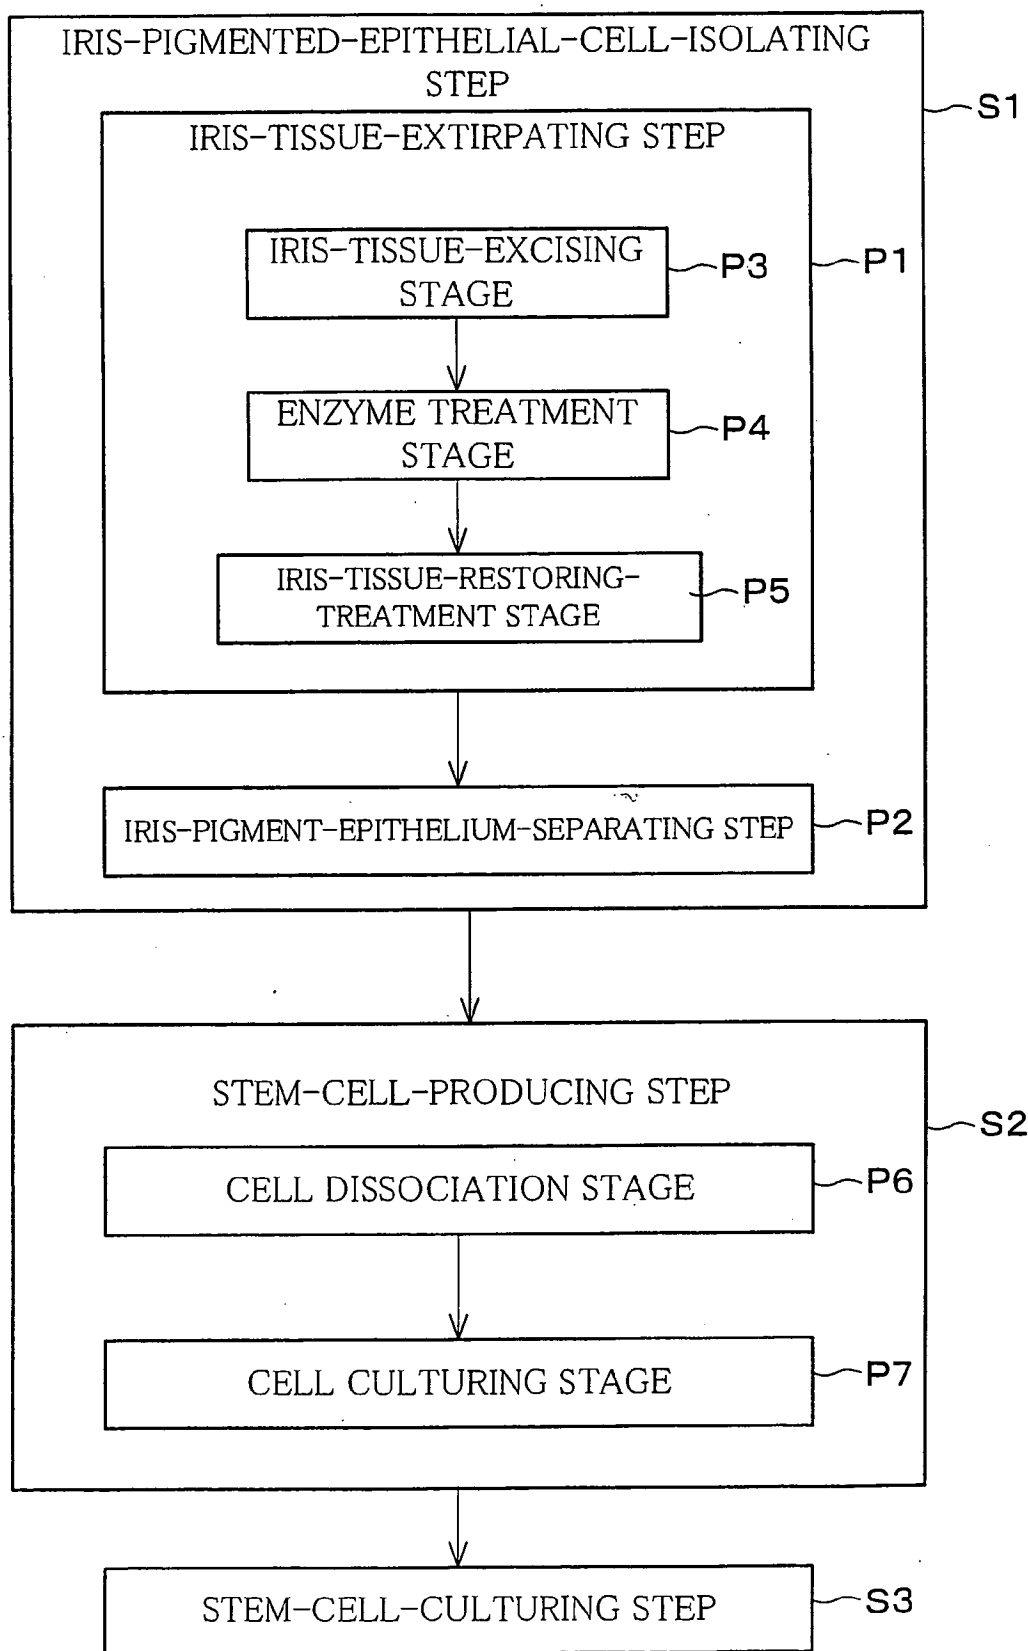 IRIS-PIGMENTED-EPITHELIAL-CELL-ISOLATING
STEP
S1
IRIS-TISSUE-EXTIRPATING STEP
P1
IRIS-TISSUE-EXCISING
STAGE
P3
ENZYME TREATMENT
STAGE
P4
IRIS-TISSUE-RESTORING-
TREATMENT STAGE
P5
IRIS-PIGMENT-EPITHELIUM-SEPARATING STEP
P2
STEM-CELL-PRODUCING STEP
S2
CELL DISSOCIATION STAGE
P6
CELL CULTURING STAGE
P7
STEM-CELL-CULTURING STEP
S3